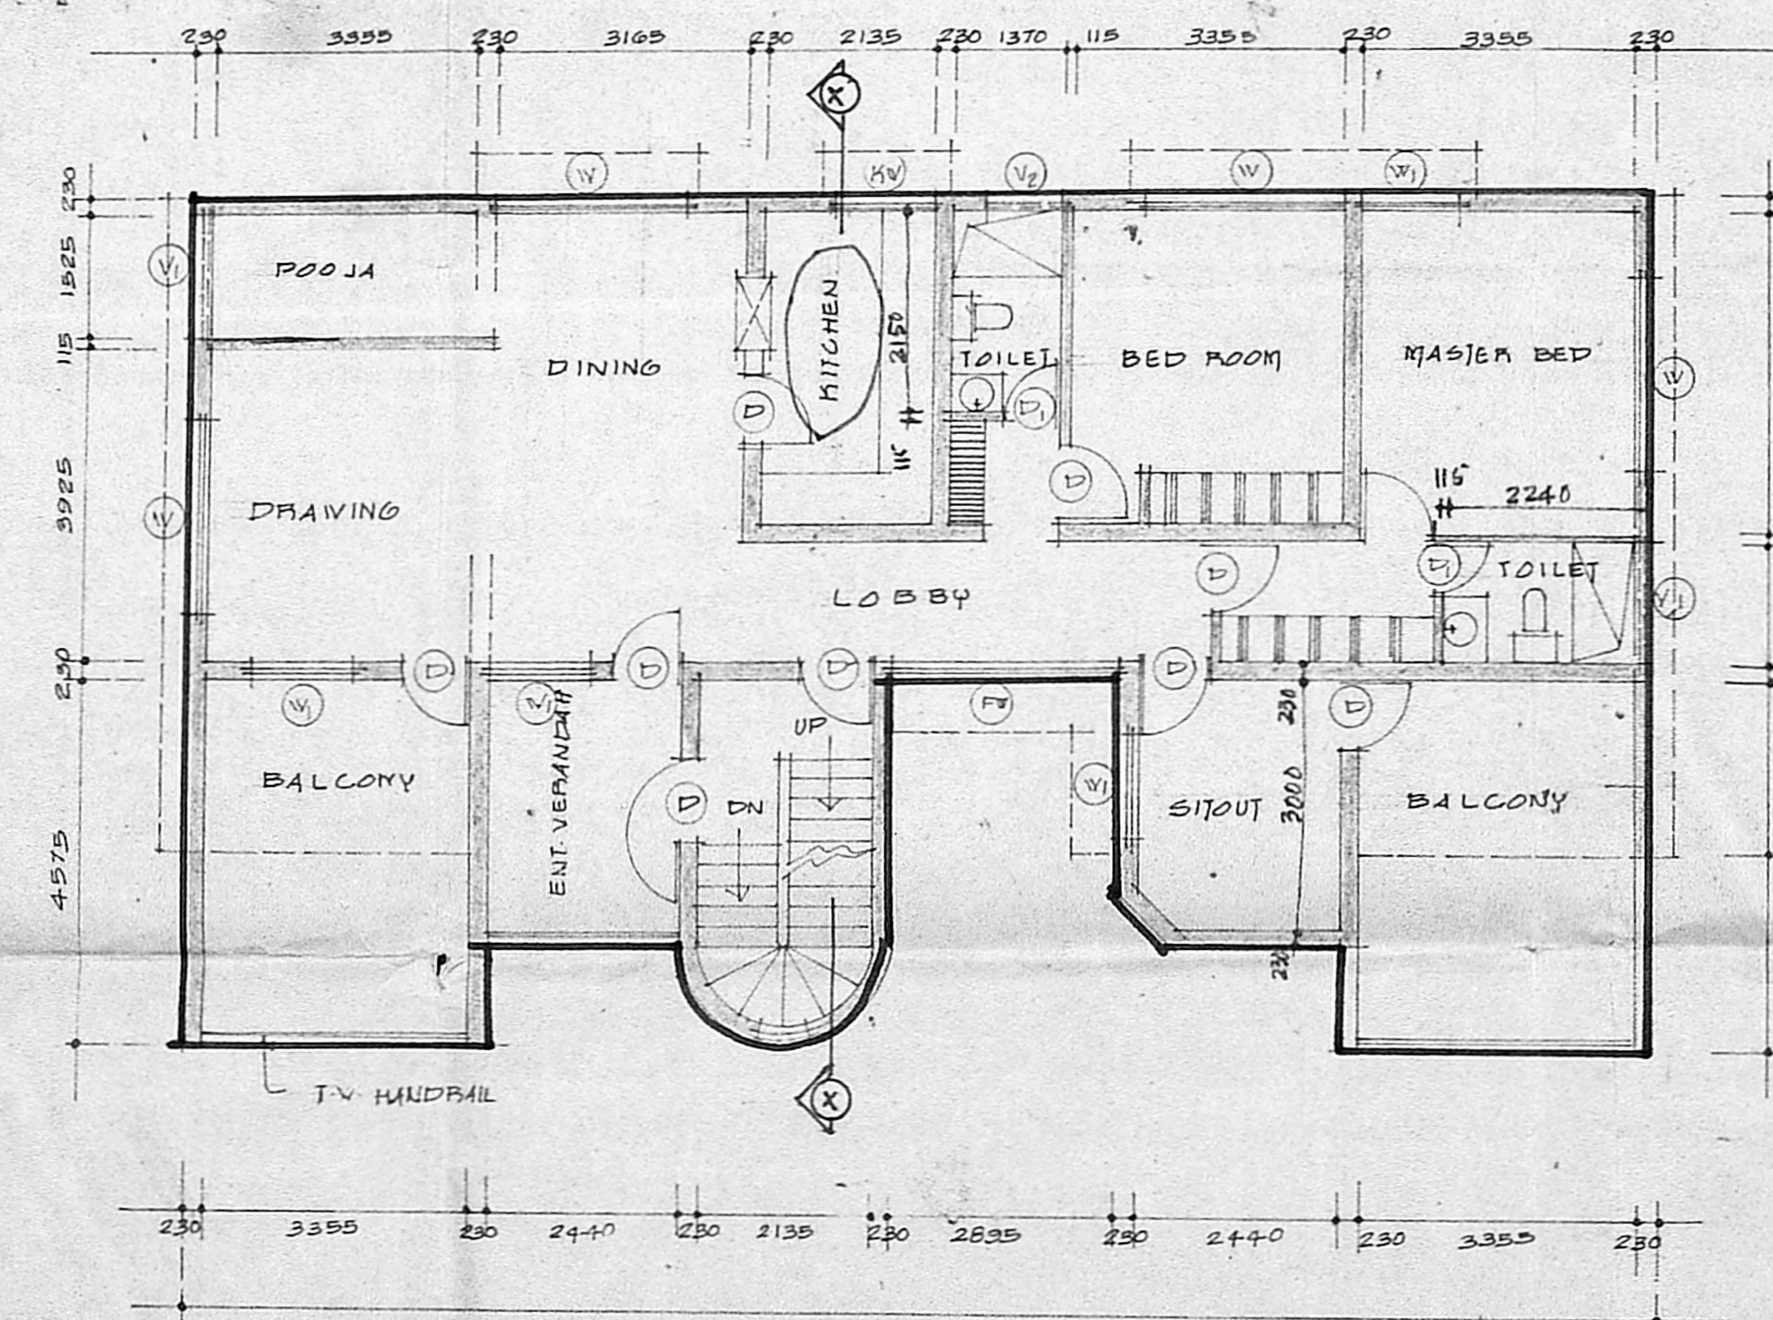 230 3355 230 3165 230 2135 230 1370 115 3355 230 3355 230
X
W KW V2 W W1
230
1525
115
3925
230
4575
V1
POOJA
DINING
KITCHEN
2150
115
TOILET
BED ROOM
MASTER BED
W
D
D1
D
W
DRAWING
115
2240
LOBBY
D
D1
TOILET
D
D
D
D
W1
W1
FW
230
D
UP
ENT. VERANDAH
BALCONY
D
DN
W1
SITOUT
3000
BALCONY
230
T.W. HANDRAIL
X
230 3355 230 2440 230 2135 230 2895 230 2440 230 3355 230